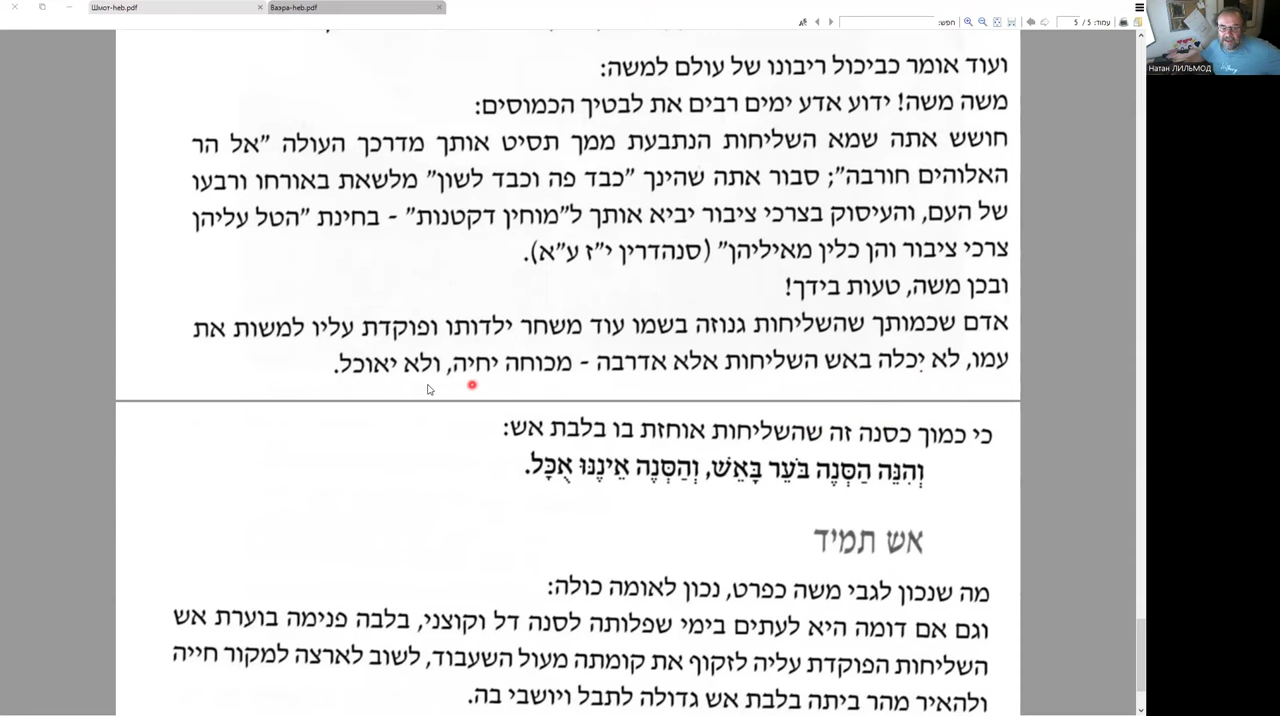 Шмот-heb.pdf
Ваэра-heb.pdf
חפש:
עמוד: 5 / 5
Натан ЛИЛЬМОД
ועוד אומר כביכול ריבונו של עולם למשה:
משה משה! ידוע אדע ימים רבים את לבטיך הכמוסים:
חושש אתה שמא השליחות הנתבעת ממך תסיט אותך מדרכך העולה "אל הר
האלוהים חורבה"; סבור אתה שהינך "כבד פה וכבד לשון" מלשאת באורחו ורבעו
של העם, והעיסוק בצרכי ציבור יביא אותך ל"מוחין דקטנות" - בחינת "הטל עליהן
צרכי ציבור והן כלין מאיליהן" (סנהדרין י"ז ע"א).
ובכן משה, טעות בידך!
אדם שכמותך שהשליחות גנוזה בשמו עוד משחר ילדותו ופוקדת עליו למשות את
עמו, לא יִכלה באש השליחות אלא אדרבה - מכוחה יחיה, ולא יאוכל.
כי כמוך כסנה זה שהשליחות אוחזת בו בלבת אש:
וְהִנֵּה הַסְּנֶה בֹּעֵר בָּאֵשׁ, וְהַסְּנֶה אֵינֶנּוּ אֻכָּל.
אש תמיד
מה שנכון לגבי משה כפרט, נכון לאומה כולה:
וגם אם דומה היא לעתים בימי שפלותה לסנה דל וקוצני, בלבה פנימה בוערת אש
השליחות הפוקדת עליה לזקוף את קומתה מעול השעבוד, לשוב לארצה למקור חייה
ולהאיר מהר ביתה בלבת אש גדולה לתבל ויושבי בה.